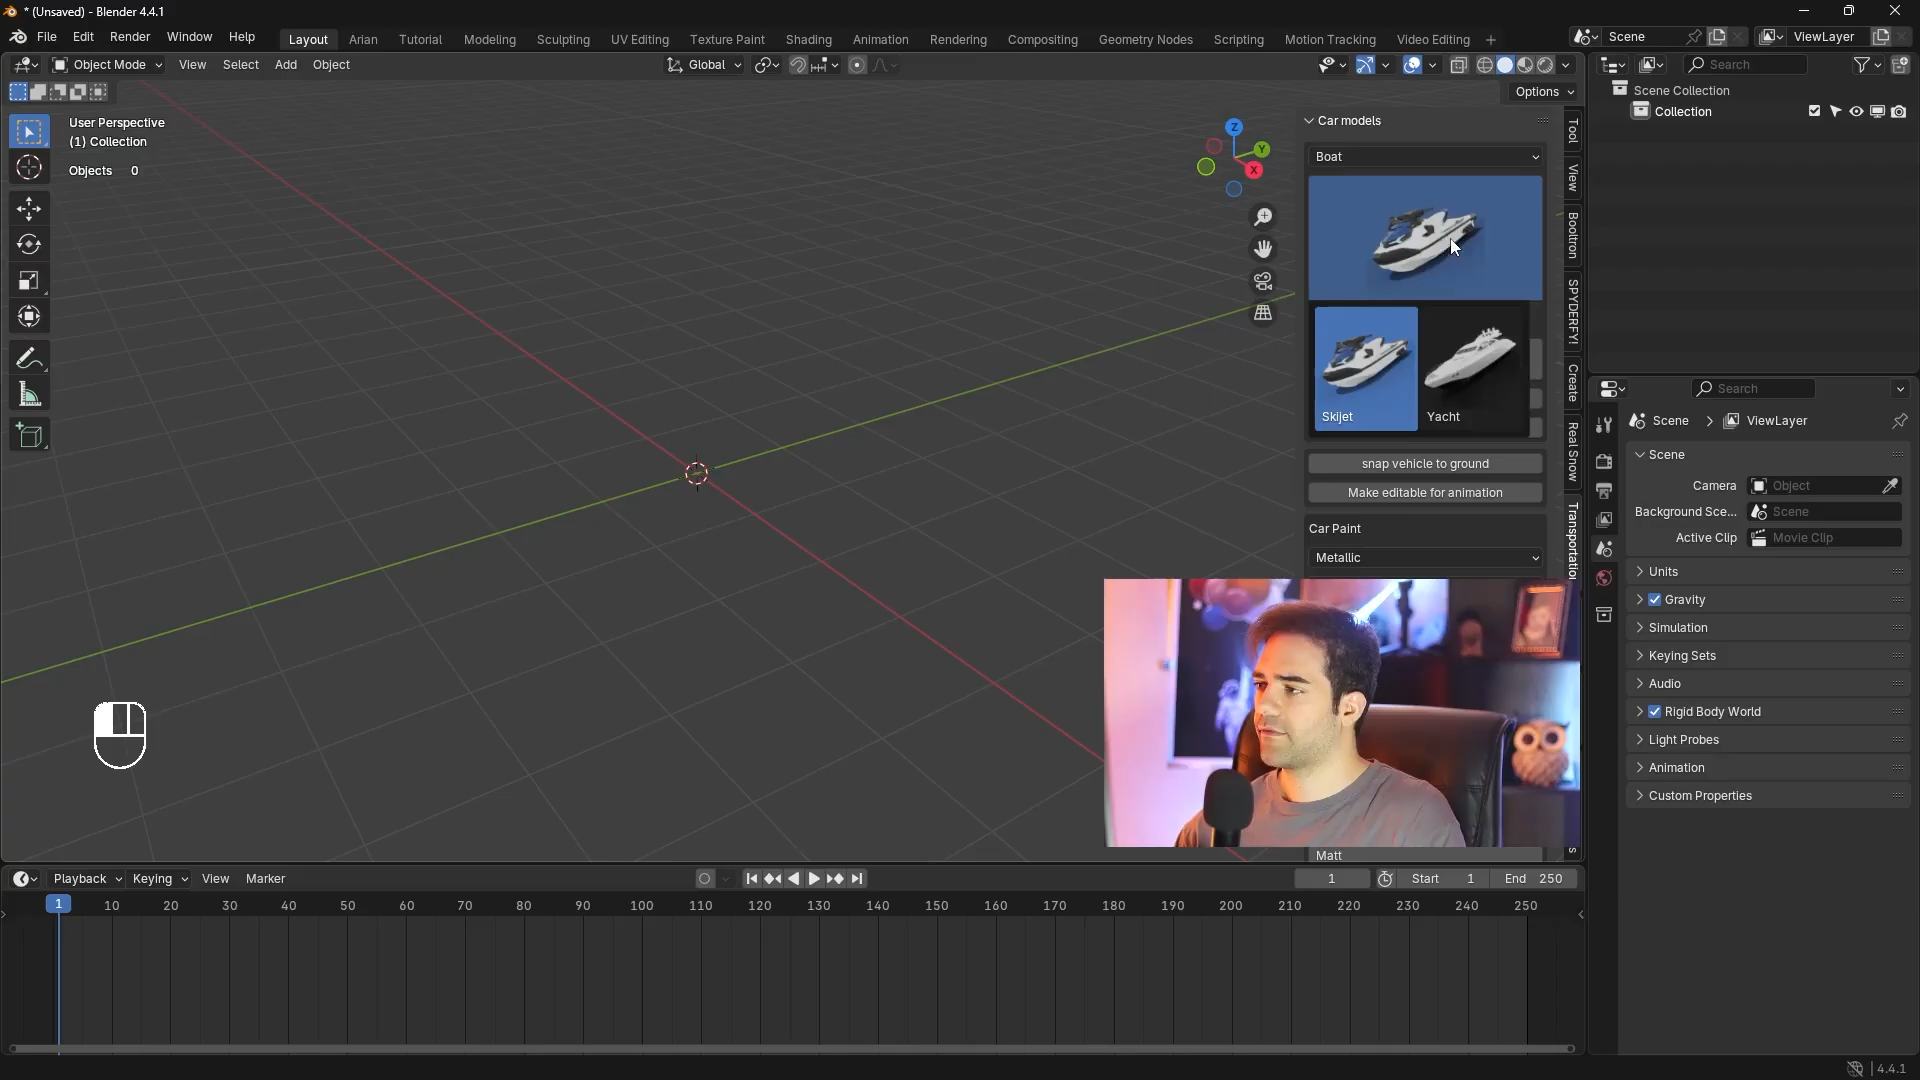 * (Unsaved) - Blender 4.4.1
File Edit Render Window Help
Layout Arian Tutorial Modeling Sculpting UV Editing Texture Paint Shading Animation Rendering Compositing Geometry Nodes Scripting Motion Tracking Video Editing +
Scene
ViewLayer
Object Mode View Select Add Object
Global
Search
Options
User Perspective
(1) Collection
Objects 0
Z
Y
X
Car models
Boat
Skijet
Yacht
snap vehicle to ground
Make editable for animation
Car Paint
Metallic
Matt
Tool
View
Booltron
SPYDERFY!
Create
Real Snow
Scene Collection
Collection
Search
Scene > ViewLayer
Scene
Camera Object
Background Sce... Scene
Active Clip Movie Clip
Units
Gravity
Simulation
Keying Sets
Audio
Rigid Body World
Light Probes
Animation
Custom Properties
Playback Keying View Marker
1
Start 1
End 250
1 10 20 30 40 50 60 70 80 90 100 110 120 130 140 150 160 170 180 190 200 210 220 230 240 250
4.4.1